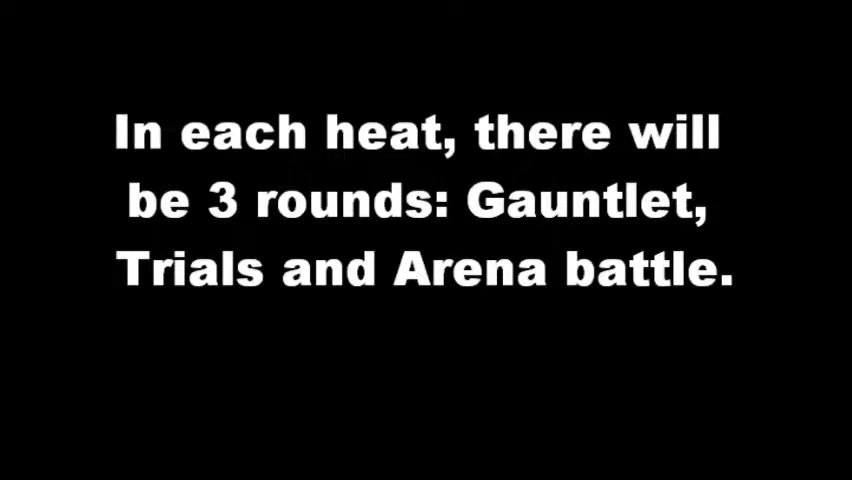 In each heat, there will
be 3 rounds: Gauntlet,
Trials and Arena battle.